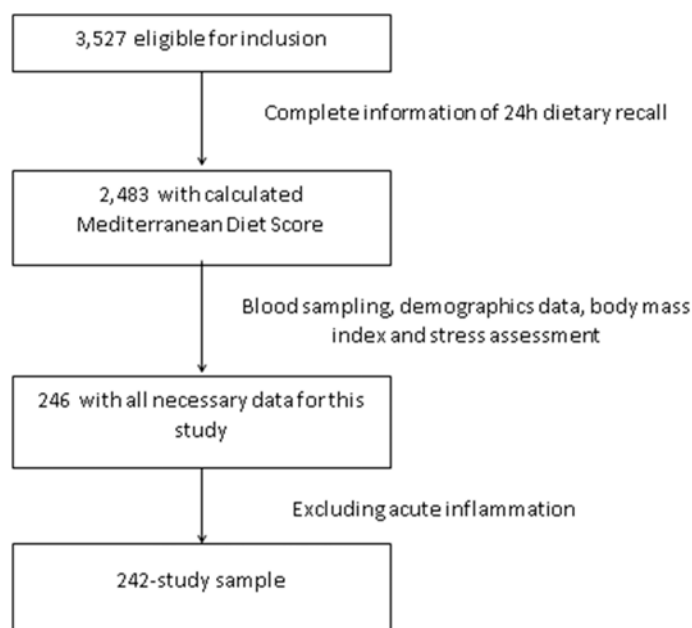 3,527 eligible for inclusion
Complete information of 24h dietary recall
2,483 with calculated
Mediterranean Diet Score
Blood sampling, demographics data, body mass
index and stress assessment
246 with all necessary data for this
study
Excluding acute inflammation
242-study sample